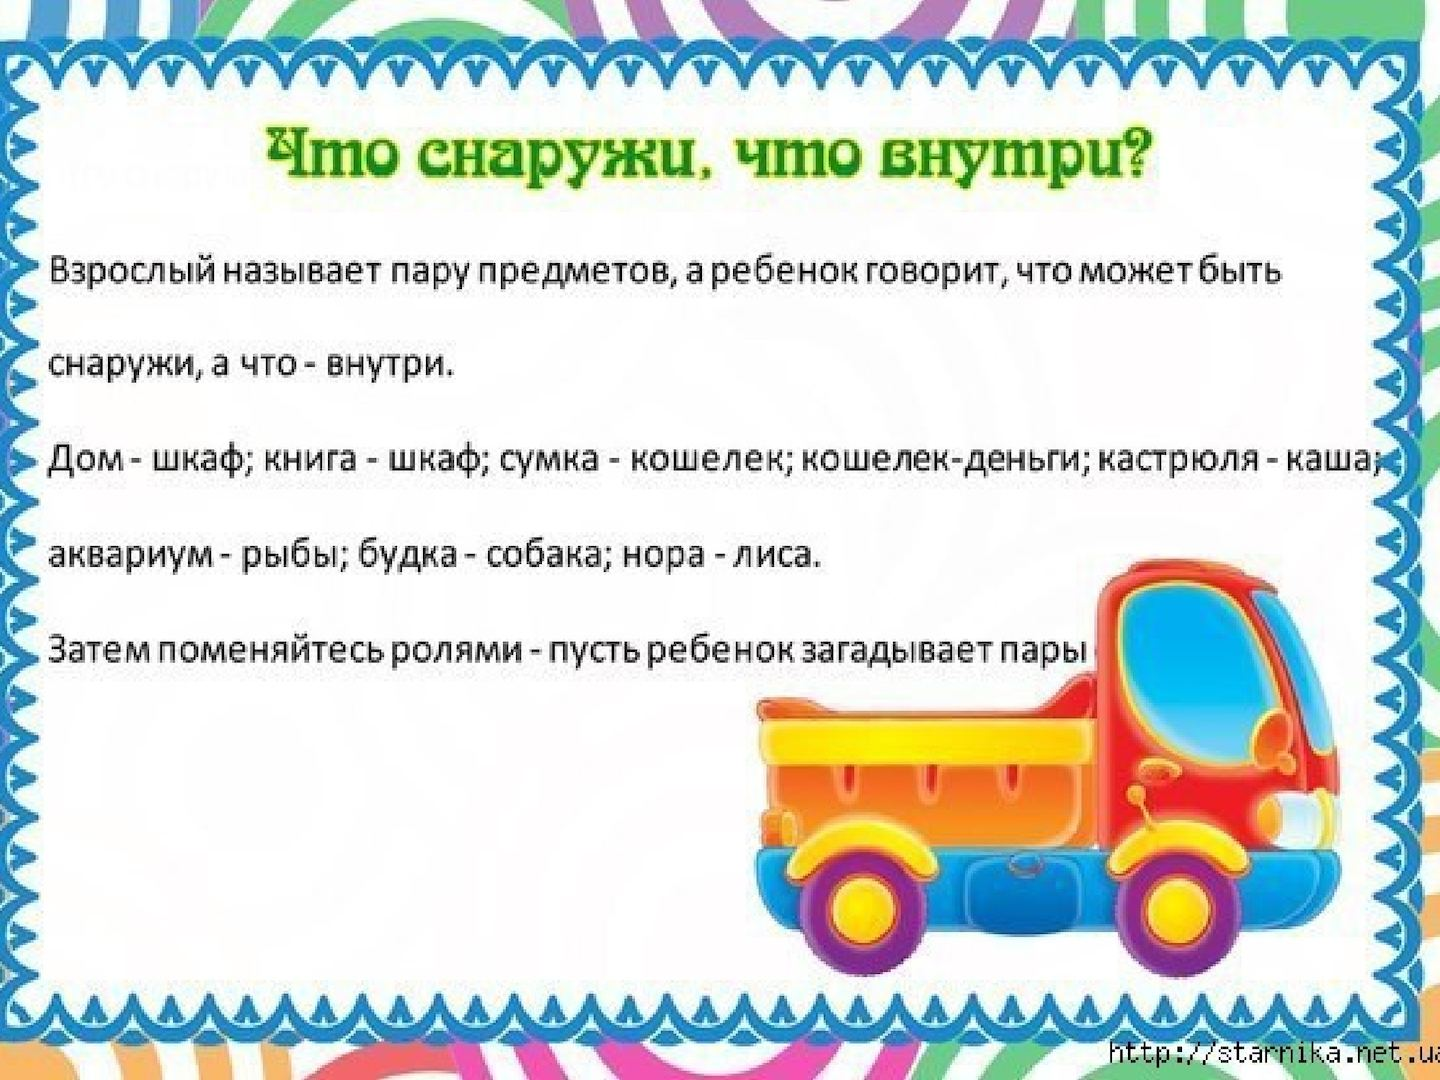 Что снаружи, что внутри?
Взрослый называет пару предметов, а ребенок говорит, что может быть
снаружи, а что - внутри.
Дом - шкаф; книга - шкаф; сумка - кошелек; кошелек-деньги; кастрюля - каша;
аквариум - рыбы; будка - собака; нора - лиса.
Затем поменяйтесь ролями - пусть ребенок загадывает пары
http://starnika.net.ua